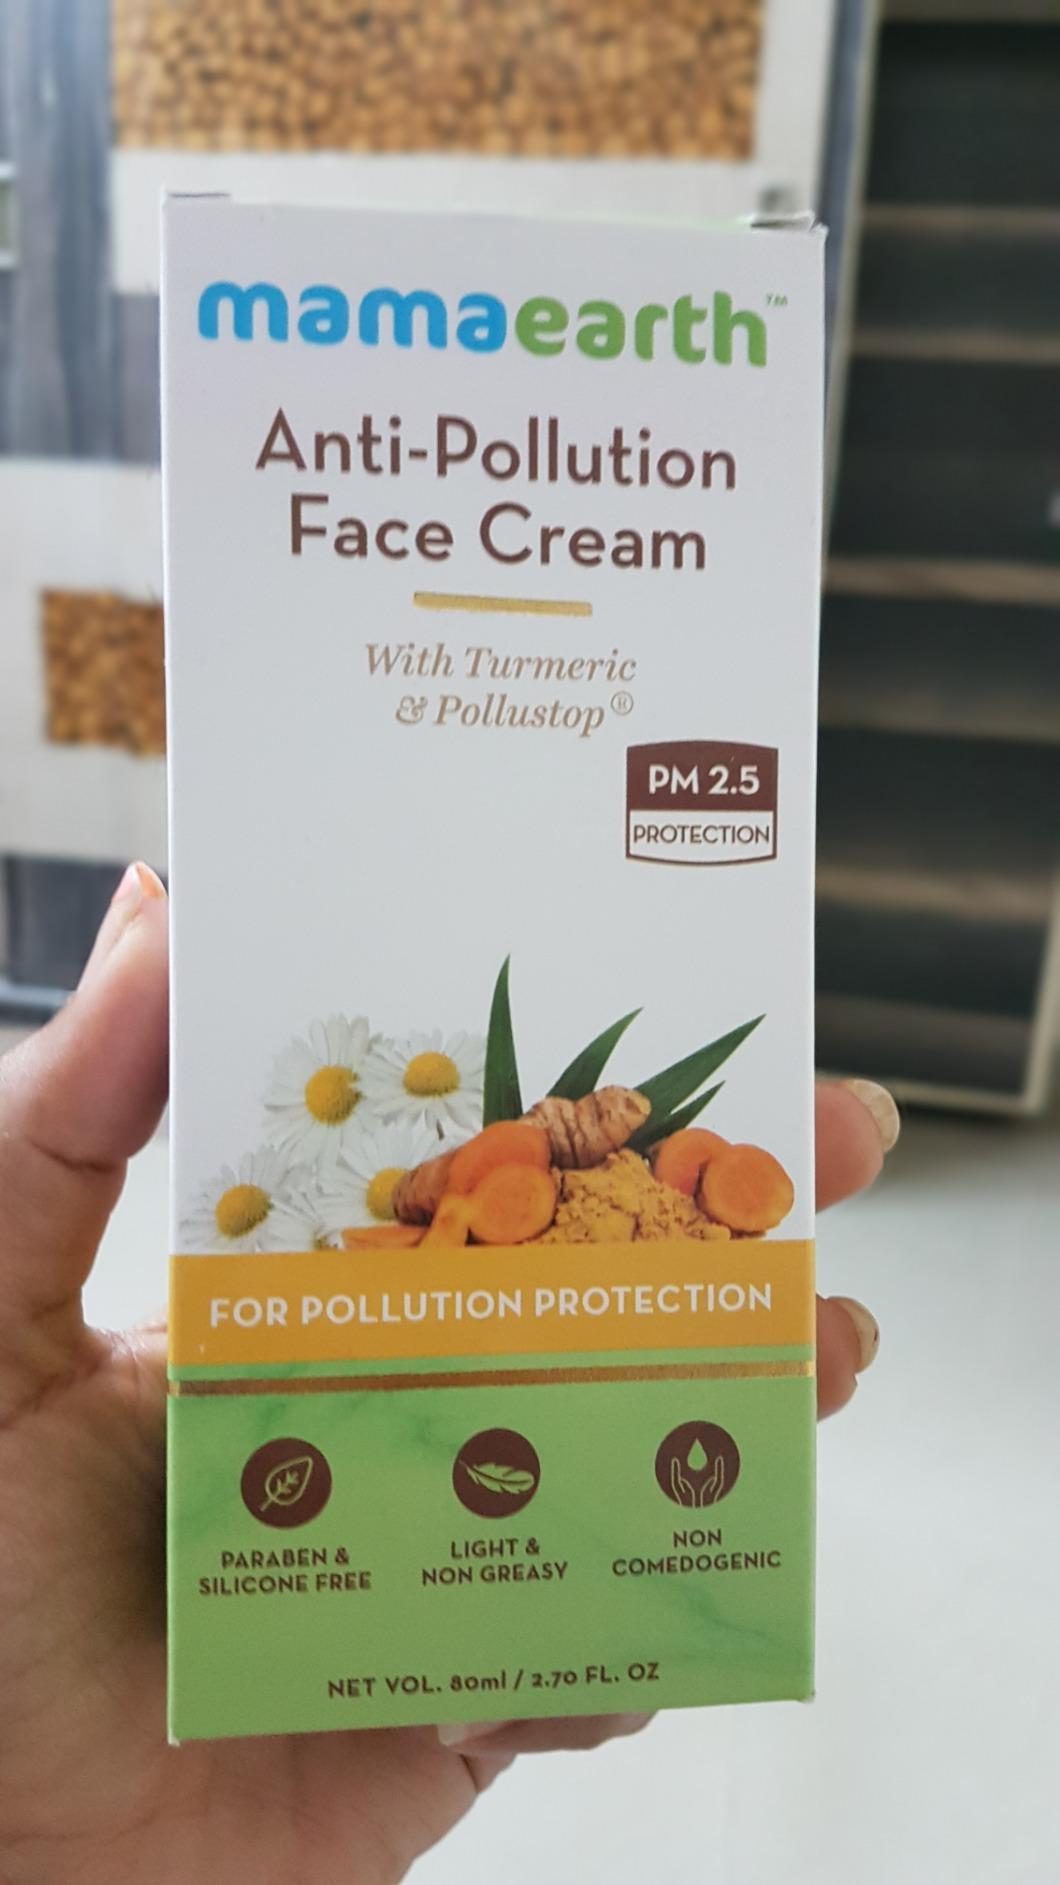 mamaearth™
Anti-Pollution
Face Cream
With Turmeric
& Pollustop®
PM 2.5
PROTECTION
FOR POLLUTION PROTECTION
PARABEN &
SILICONE FREE
LIGHT &
NON GREASY
NON
COMEDOGENIC
NET VOL. 80ml / 2.70 FL. OZ